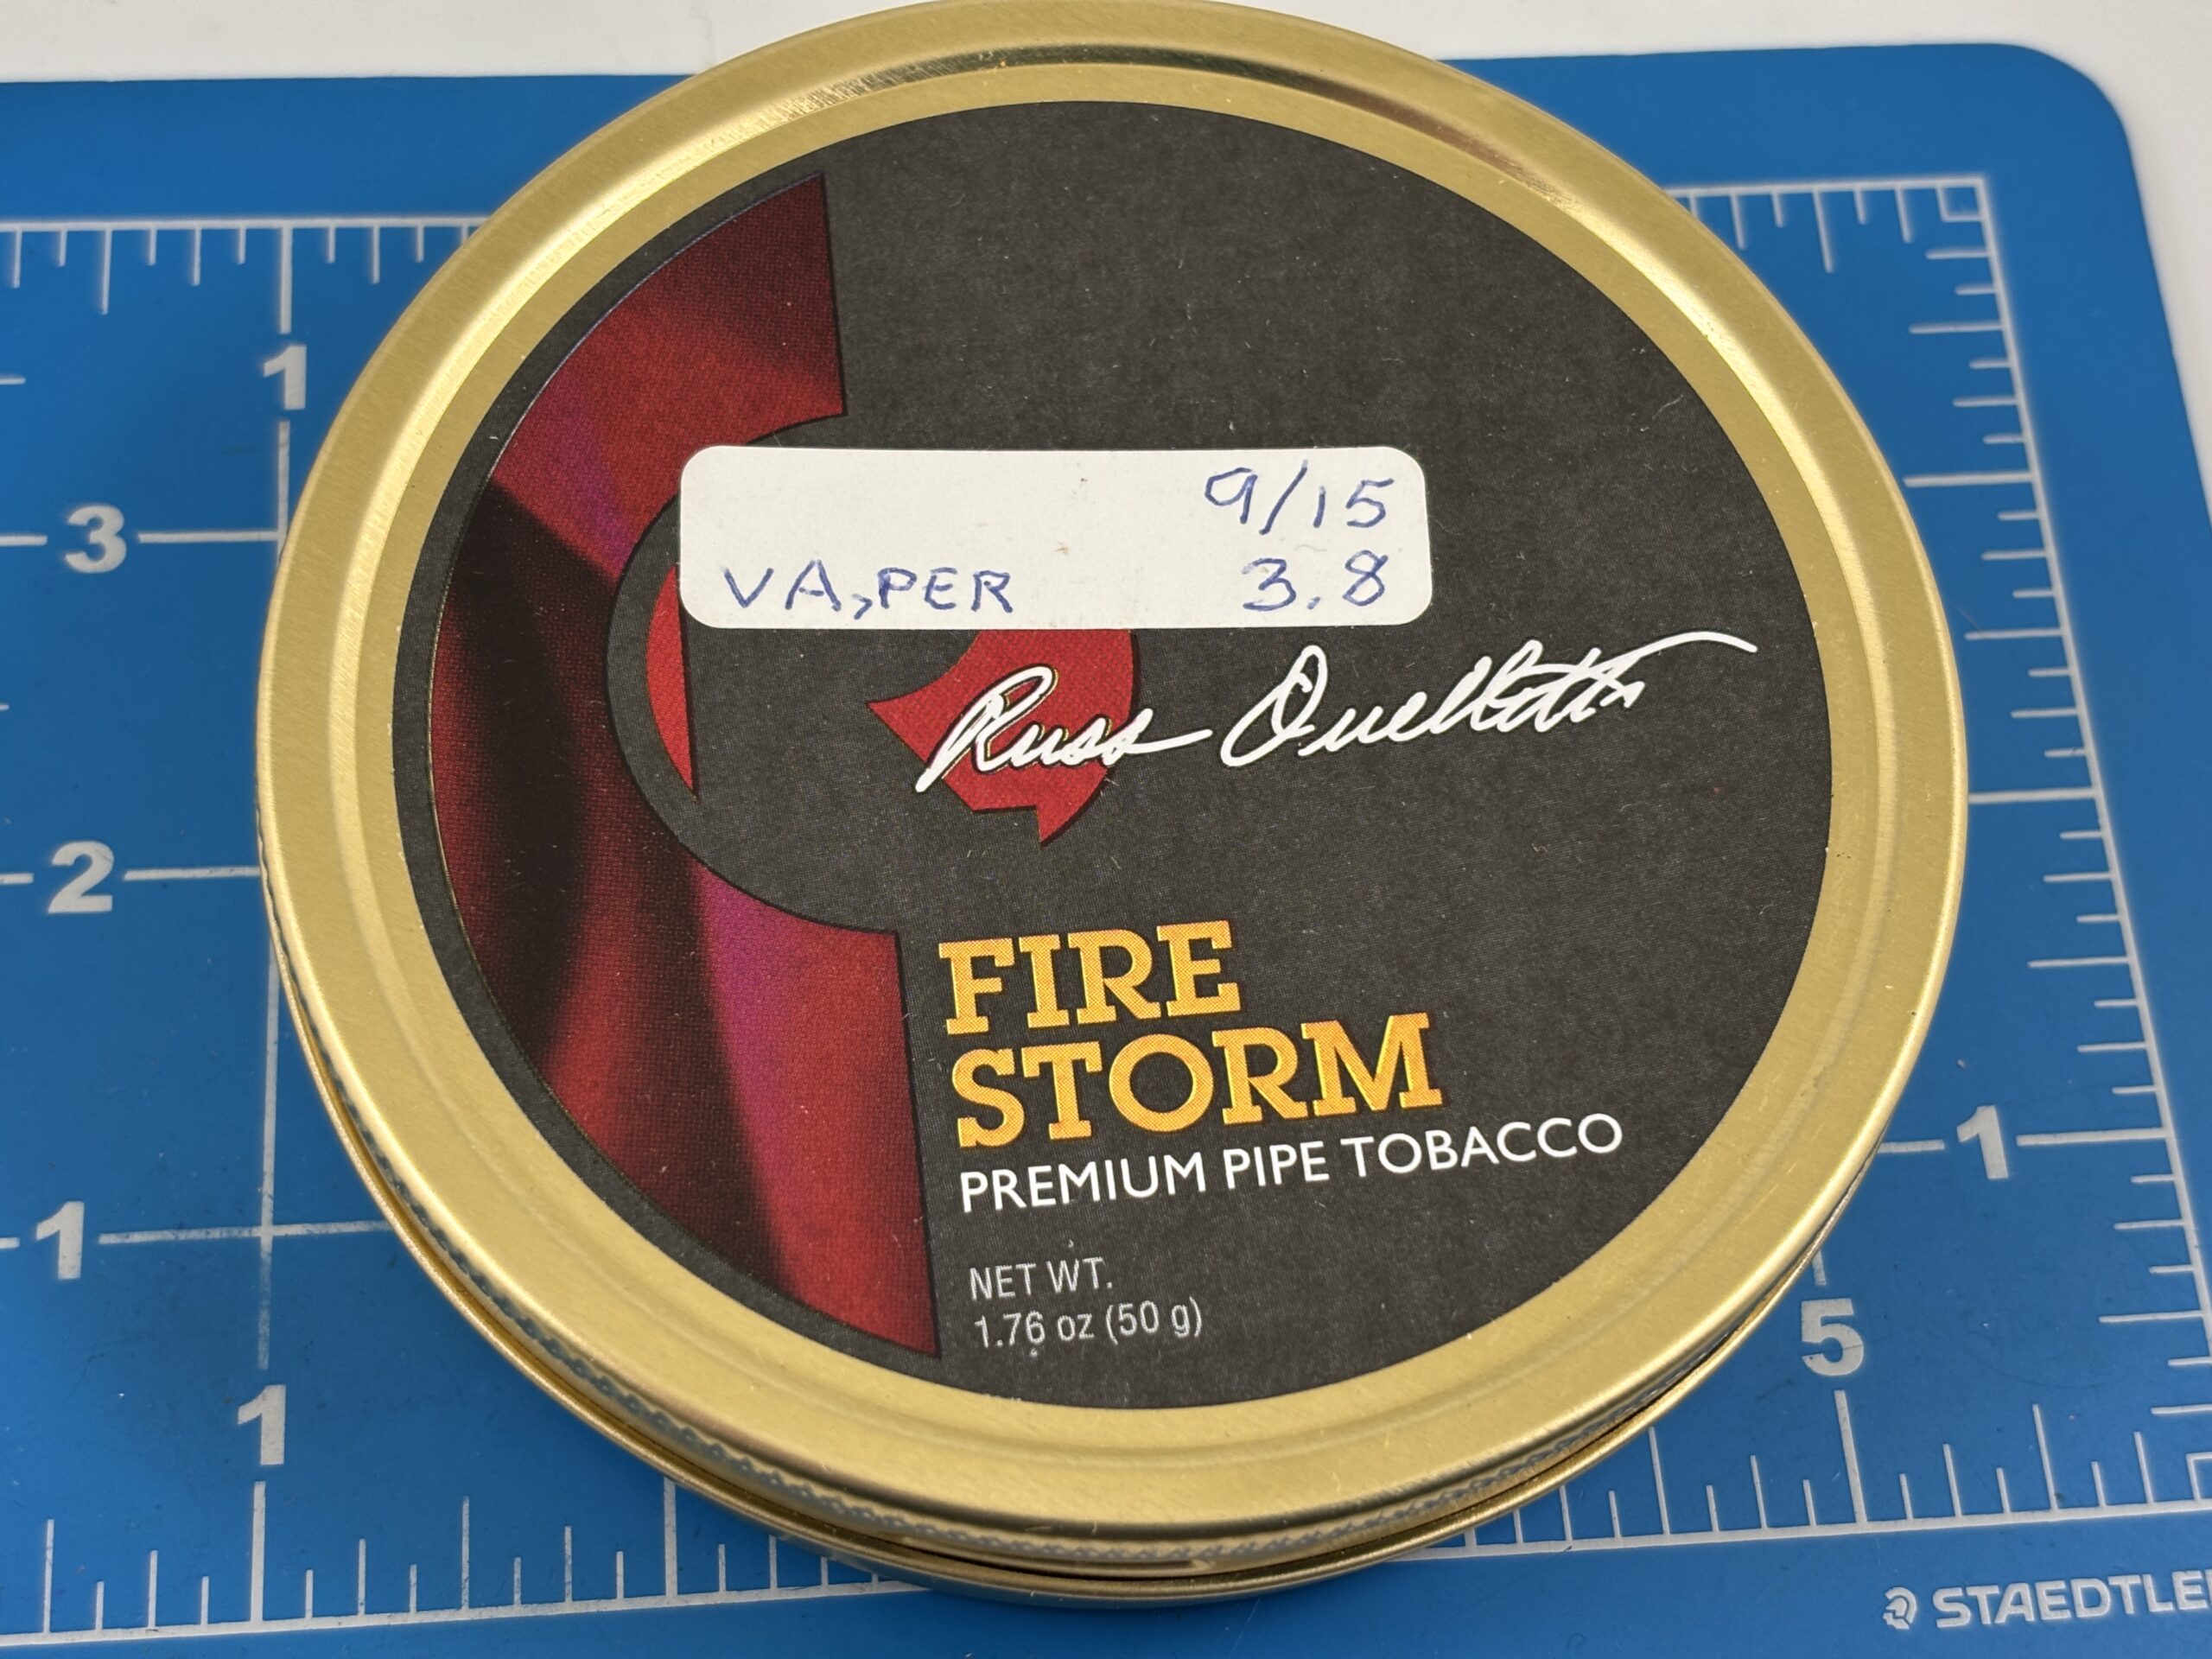 9/15
VA,PER 3.8
Russ Ouellette
FIRE
STORM
PREMIUM PIPE TOBACCO
NET WT.
1.76 oz (50 g)
1
3
2
1
1
1
5
STAEDTLE